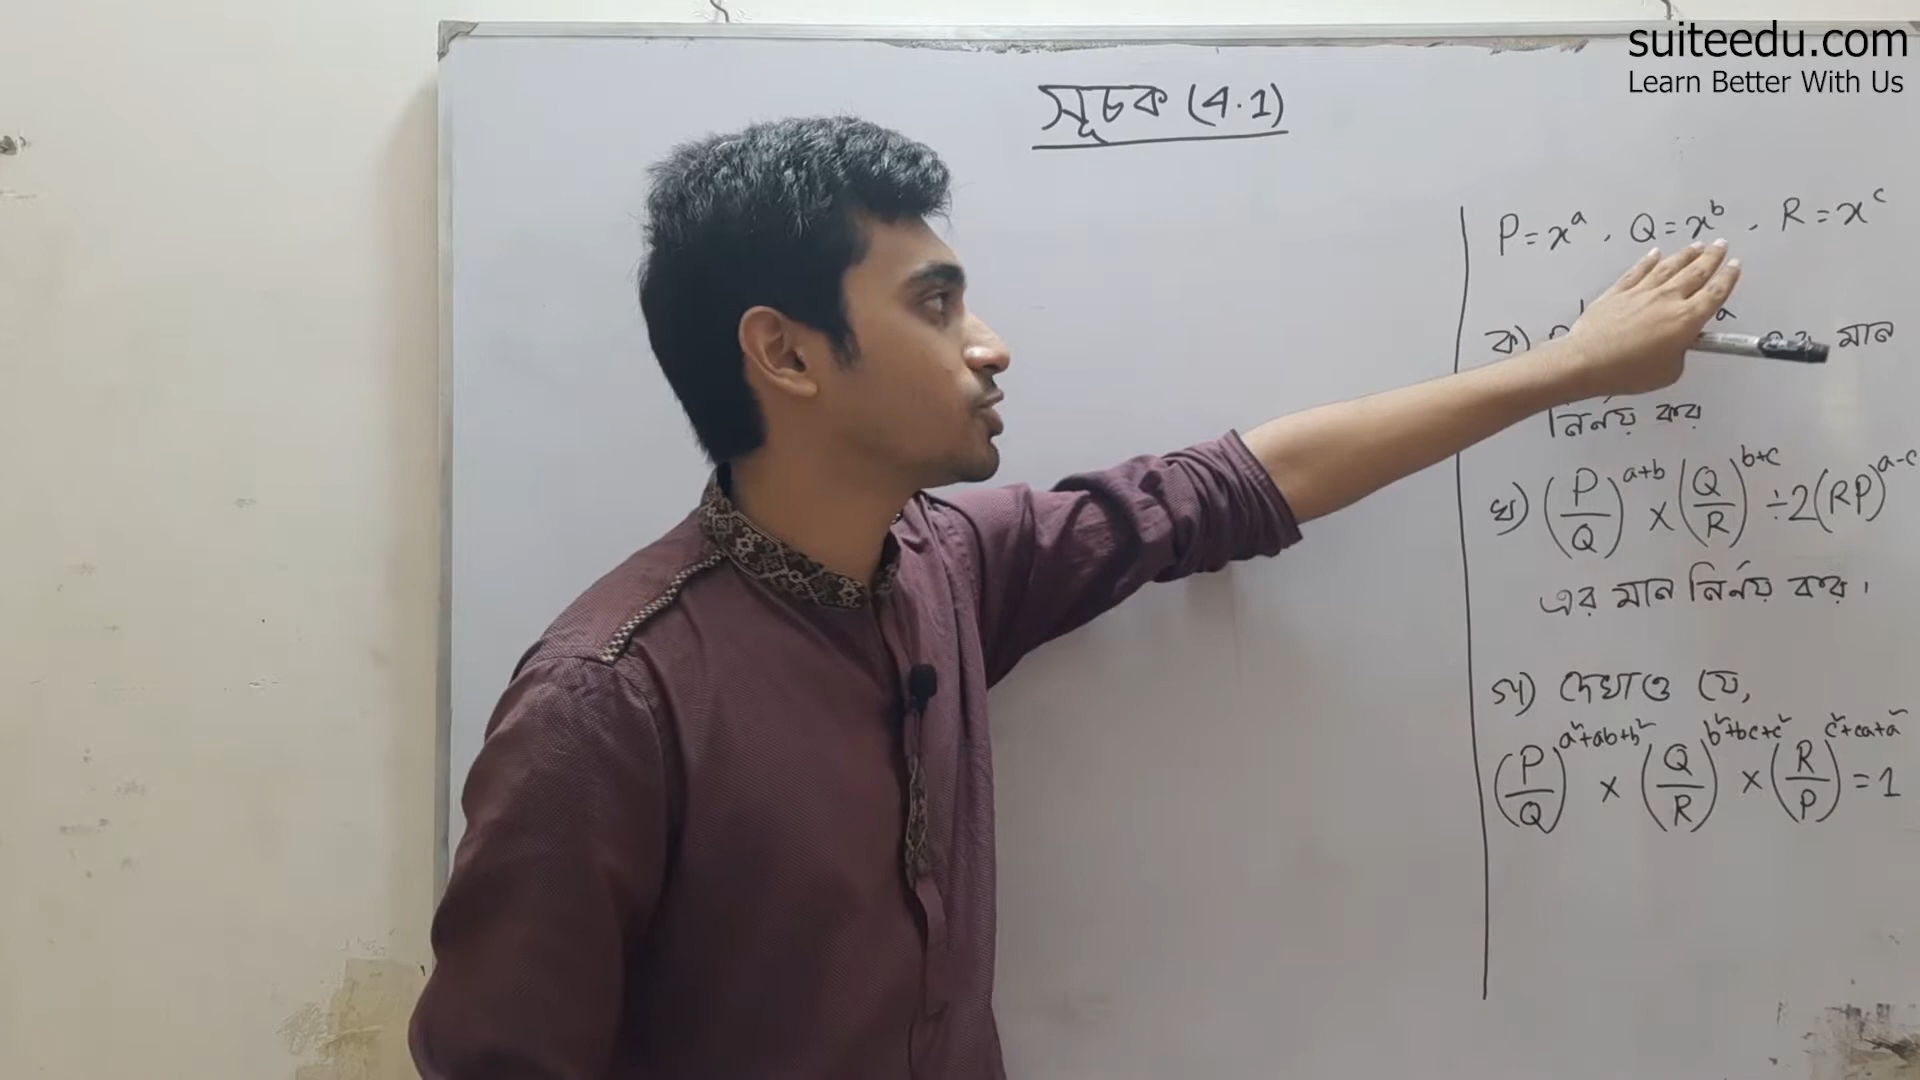 suiteedu.com
Learn Better With Us
সূচক (4.1)
P = x^a , Q = x^b , R = x^c
ক) মান
নির্ণয় কর
খ) (P/Q)^(a+b) × (Q/R)^(b+c) ÷ 2(RP)^(a-c)
এর মান নির্ণয় কর।
গ) দেখাও যে,
(P/Q)^(a²+ab+b²) × (Q/R)^(b²+bc+c²) × (R/P)^(c²+ca+a²) = 1